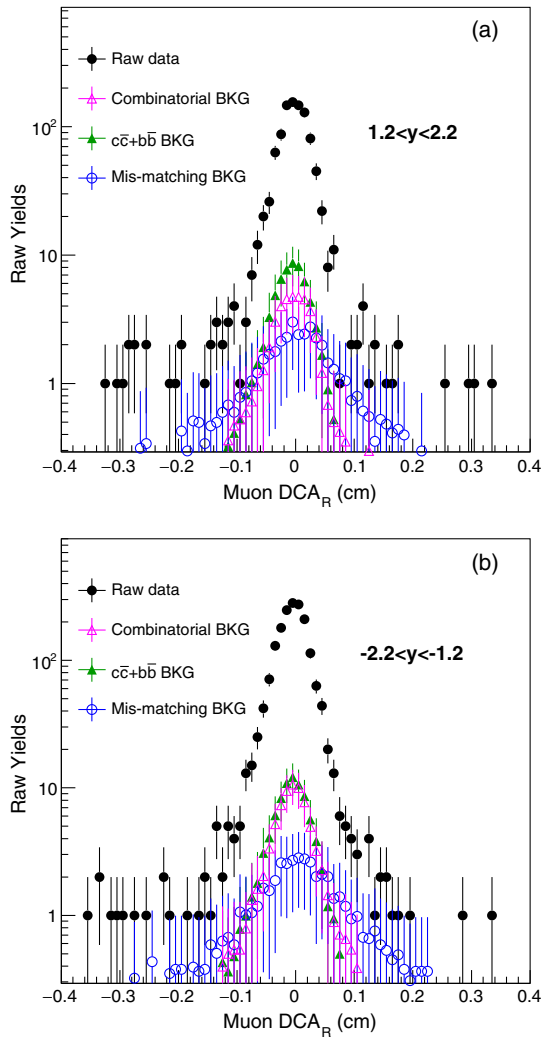 (a)
Raw data
Combinatorial BKG
cc̄+bb̄ BKG
Mis-matching BKG
1.2<y<2.2
Raw Yields
10²
10
1
−0.4 −0.3 −0.2 −0.1 0 0.1 0.2 0.3 0.4
Muon DCA_R (cm)
(b)
Raw data
Combinatorial BKG
cc̄+bb̄ BKG
Mis-matching BKG
-2.2<y<-1.2
Raw Yields
10²
10
1
−0.4 −0.3 −0.2 −0.1 0 0.1 0.2 0.3 0.4
Muon DCA_R (cm)